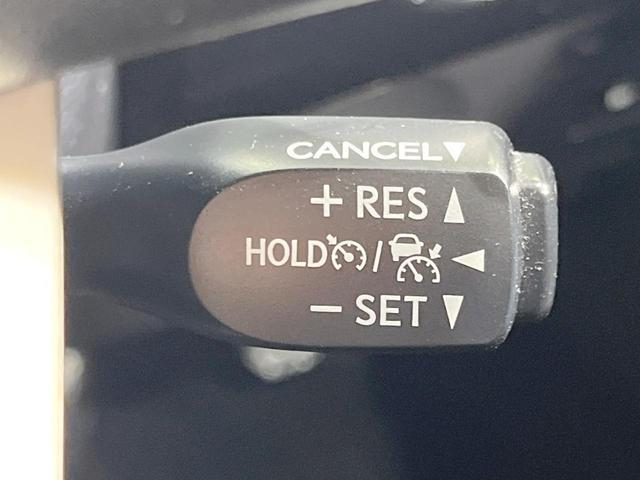 CANCEL▼
+ RES ▲
HOLD / ◀
− SET ▼